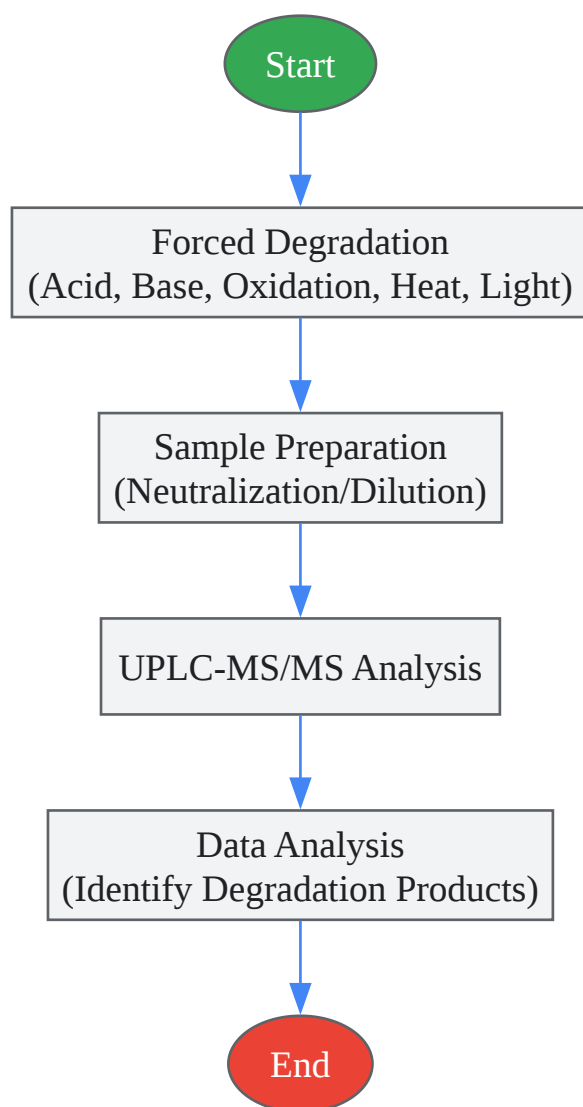 Start
Forced Degradation
(Acid, Base, Oxidation, Heat, Light)
Sample Preparation
(Neutralization/Dilution)
UPLC-MS/MS Analysis
Data Analysis
(Identify Degradation Products)
End